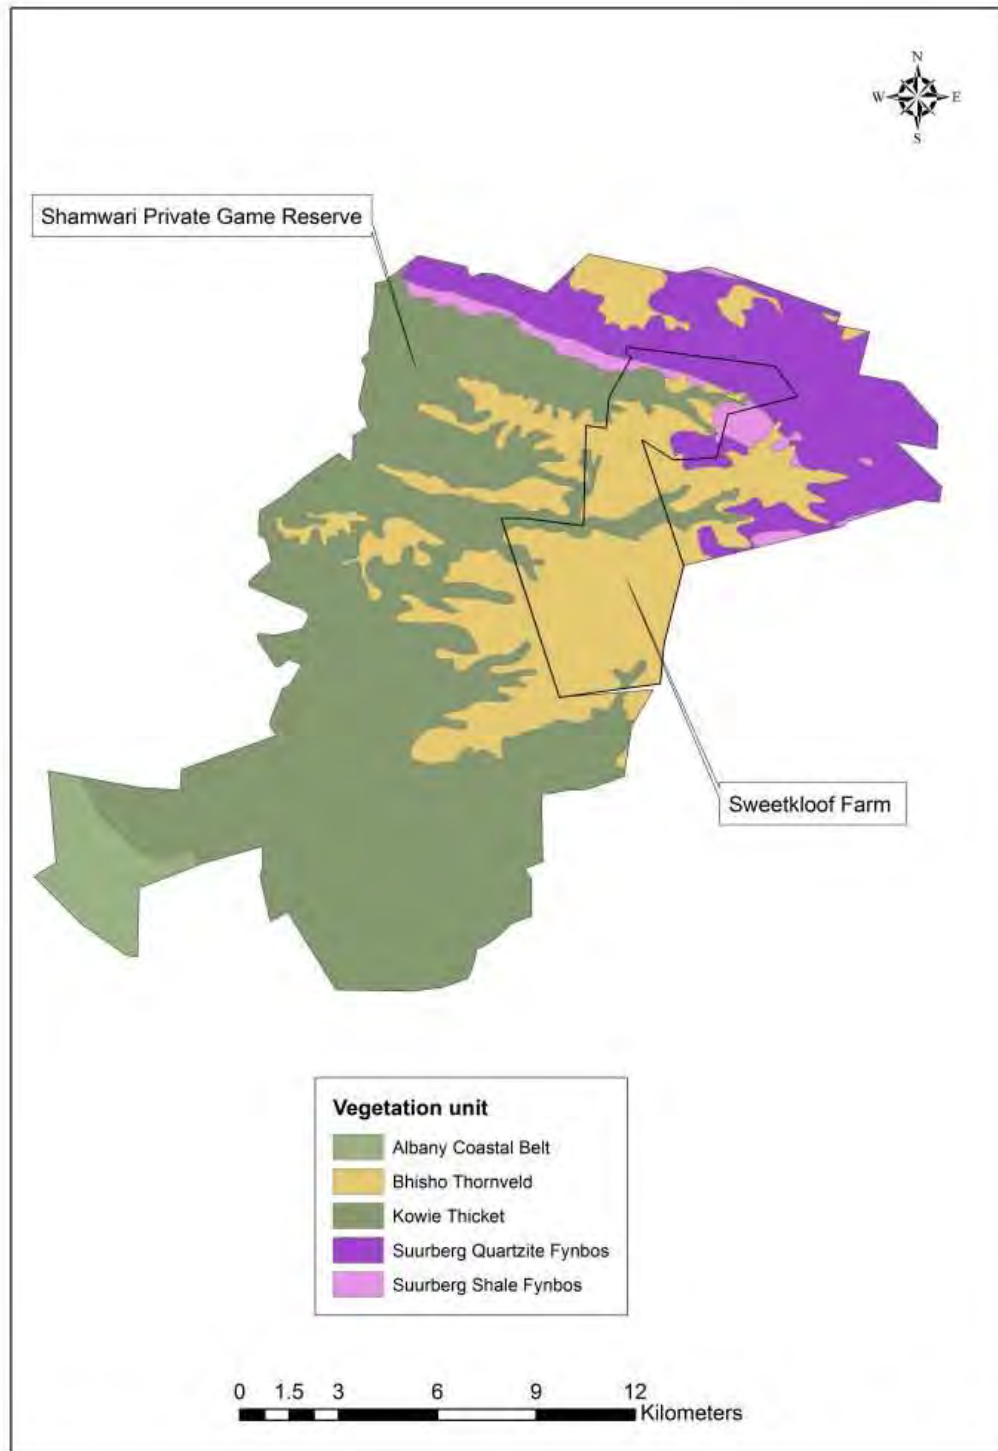 N
W E
S
Shamwari Private Game Reserve
Sweetkloof Farm
Vegetation unit
Albany Coastal Belt
Bhisho Thornveld
Kowie Thicket
Suurberg Quartzite Fynbos
Suurberg Shale Fynbos
0 1.5 3 6 9 12
Kilometers